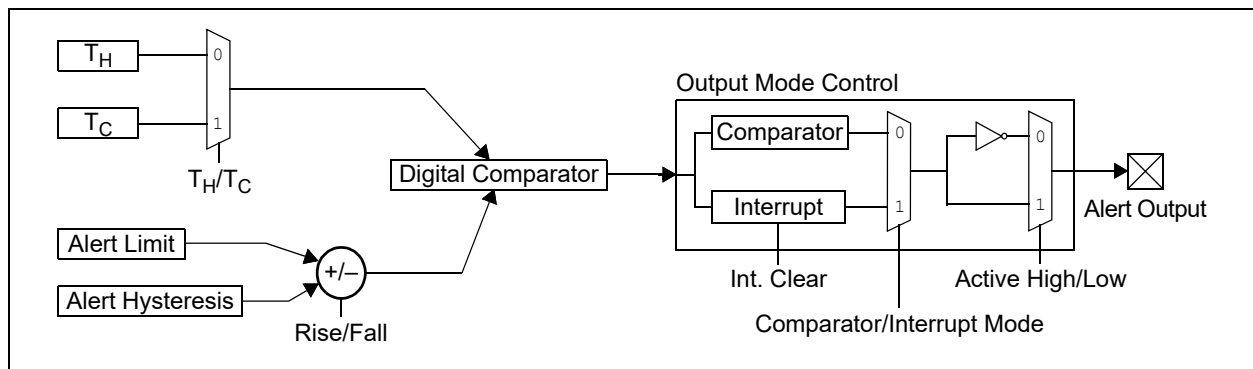 T_H
0
T_C
1
T_H/T_C
Alert Limit
Alert Hysteresis
+/–
Rise/Fall
Digital Comparator
Output Mode Control
Comparator
0
Interrupt
1
Int. Clear
Comparator/Interrupt Mode
0
1
Active High/Low
Alert Output